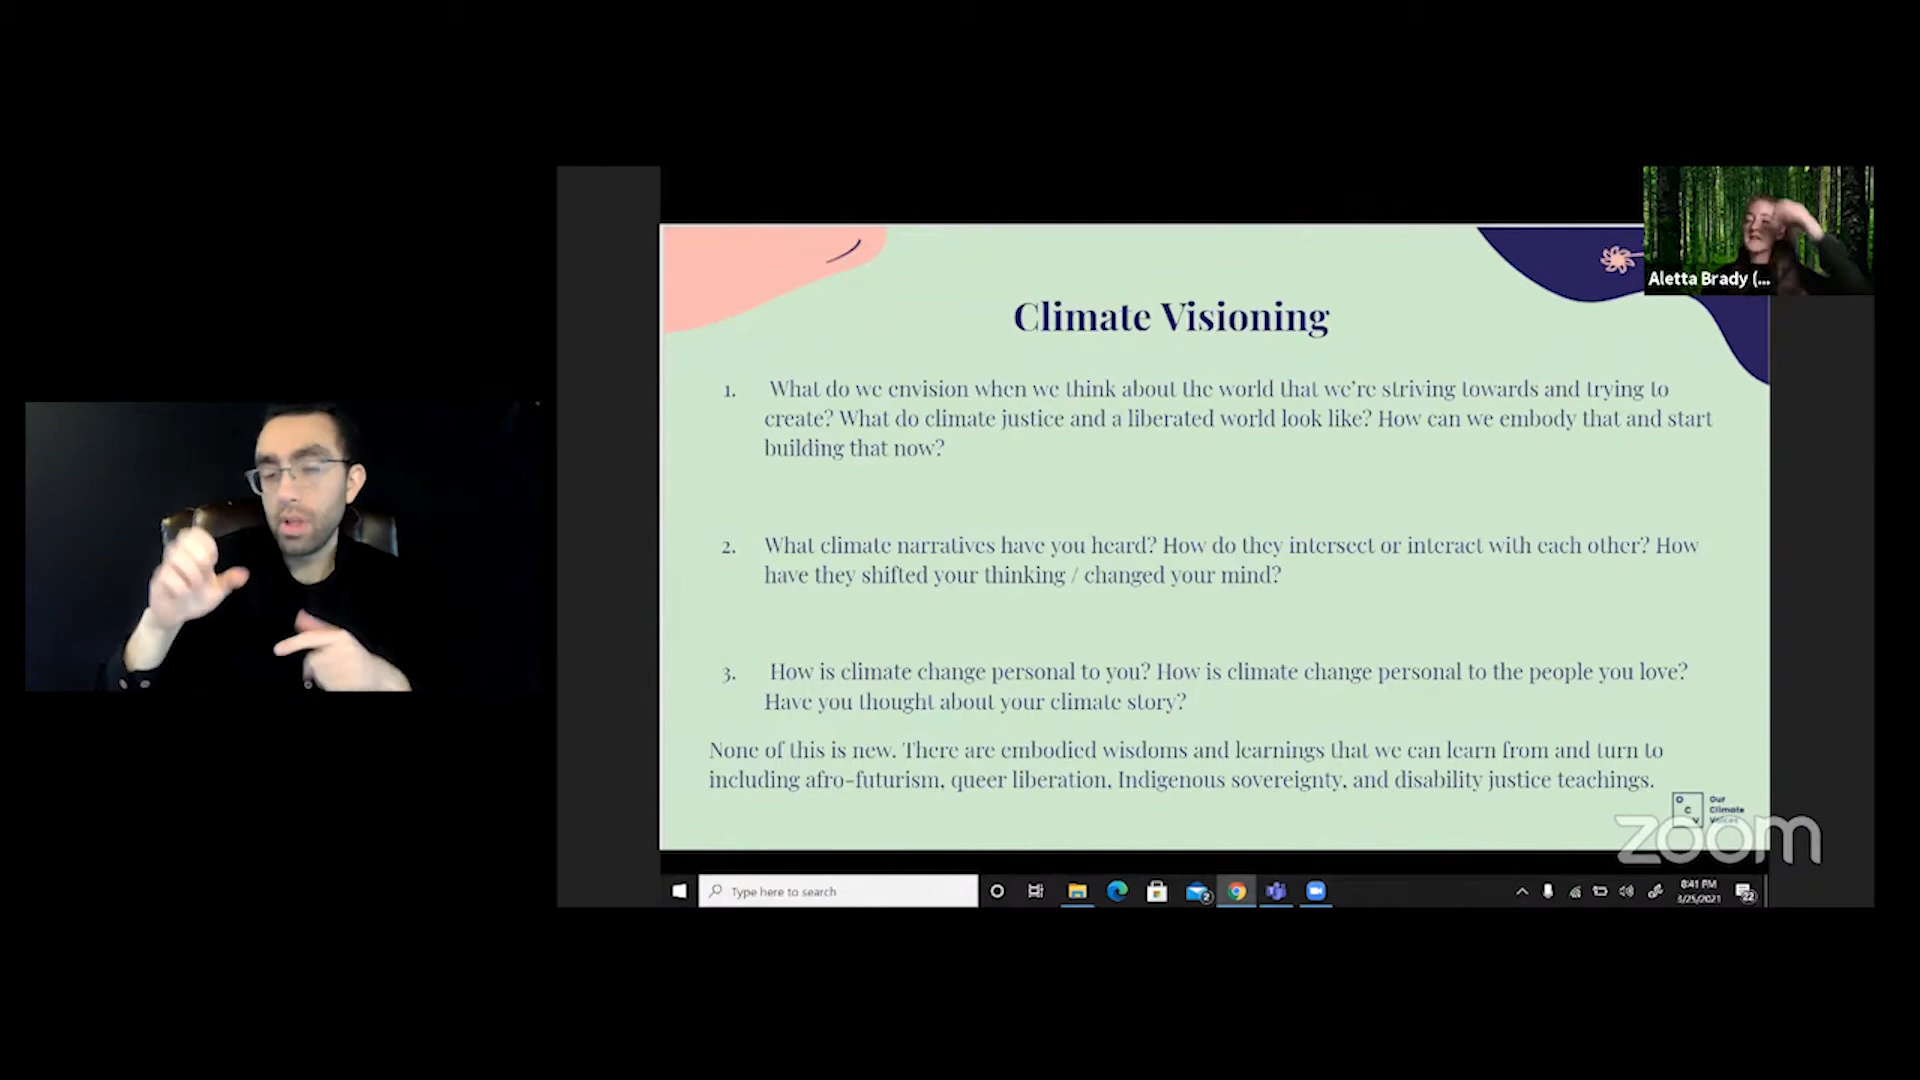 Aletta Brady (...
Climate Visioning
1. What do we envision when we think about the world that we're striving towards and trying to
create? What do climate justice and a liberated world look like? How can we embody that and start
building that now?
2. What climate narratives have you heard? How do they intersect or interact with each other? How
have they shifted your thinking / changed your mind?
3. How is climate change personal to you? How is climate change personal to the people you love?
Have you thought about your climate story?
None of this is new. There are embodied wisdoms and learnings that we can learn from and turn to
including afro-futurism, queer liberation, Indigenous sovereignty, and disability justice teachings.
O
C
V
Our
Climate
Voices
zoom
Type here to search
2
8:41 PM
3/25/2021
22